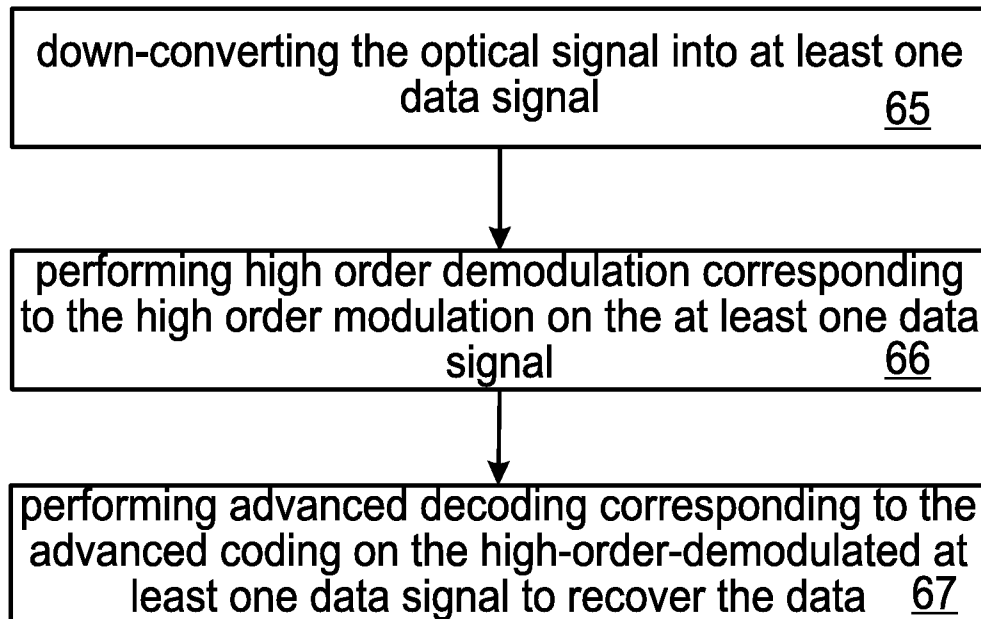 down-converting the optical signal into at least one
data signal
65
performing high order demodulation corresponding
to the high order modulation on the at least one data
signal
66
performing advanced decoding corresponding to the
advanced coding on the high-order-demodulated at
least one data signal to recover the data 67